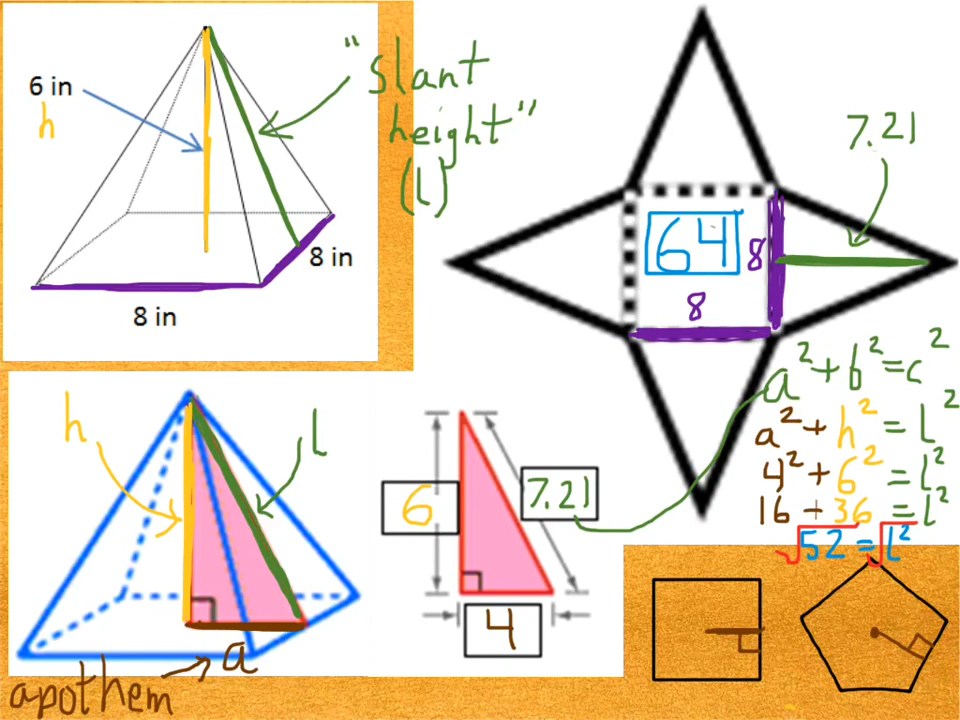 6 in
h
8 in
8 in
"Slant
height"
(l)
7.21
64
8
8
h
l
a
apothem
6
7.21
4
a² + b² = c²
a² + h² = l²
4² + 6² = l²
16 + 36 = l²
√52 = √l²